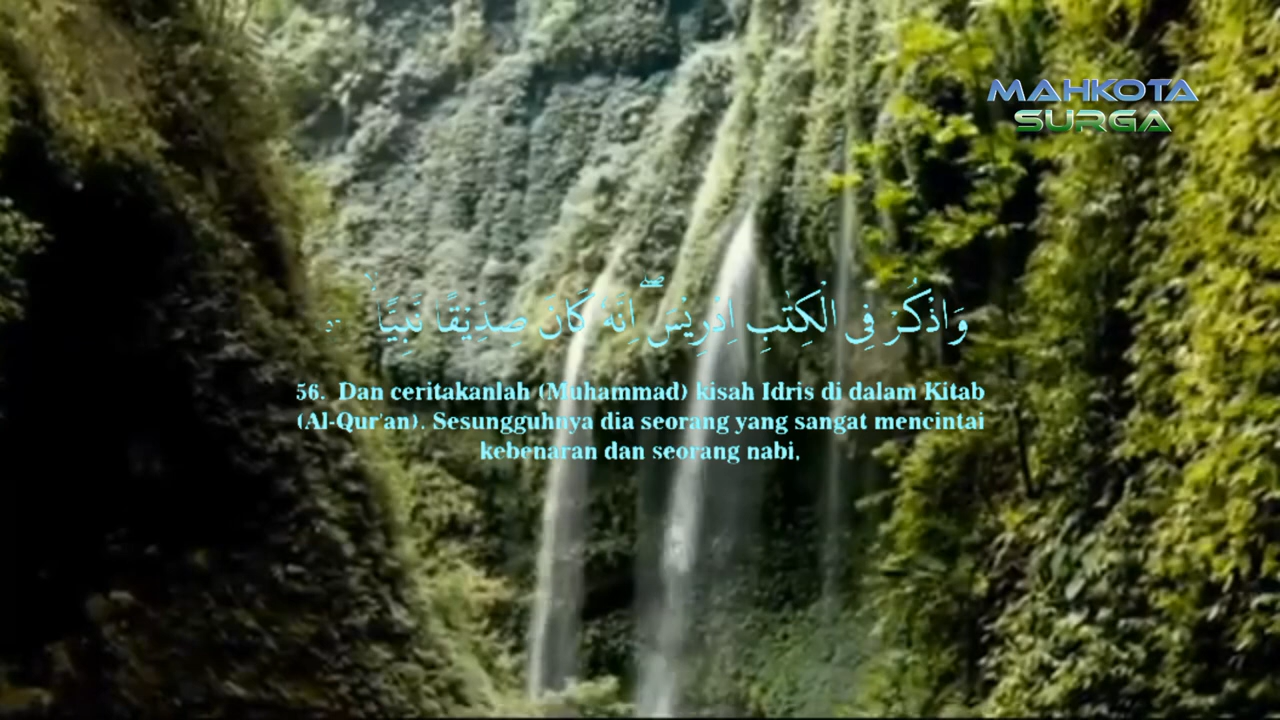 MAHKOTA
SURGA
وَاذْكُرْ فِى الْكِتٰبِ اِدْرِيْسَۖ اِنَّهٗ كَانَ صِدِّيْقًا نَّبِيًّاۙ
56. Dan ceritakanlah (Muhammad) kisah Idris di dalam Kitab
(Al-Qur'an). Sesungguhnya dia seorang yang sangat mencintai
kebenaran dan seorang nabi,